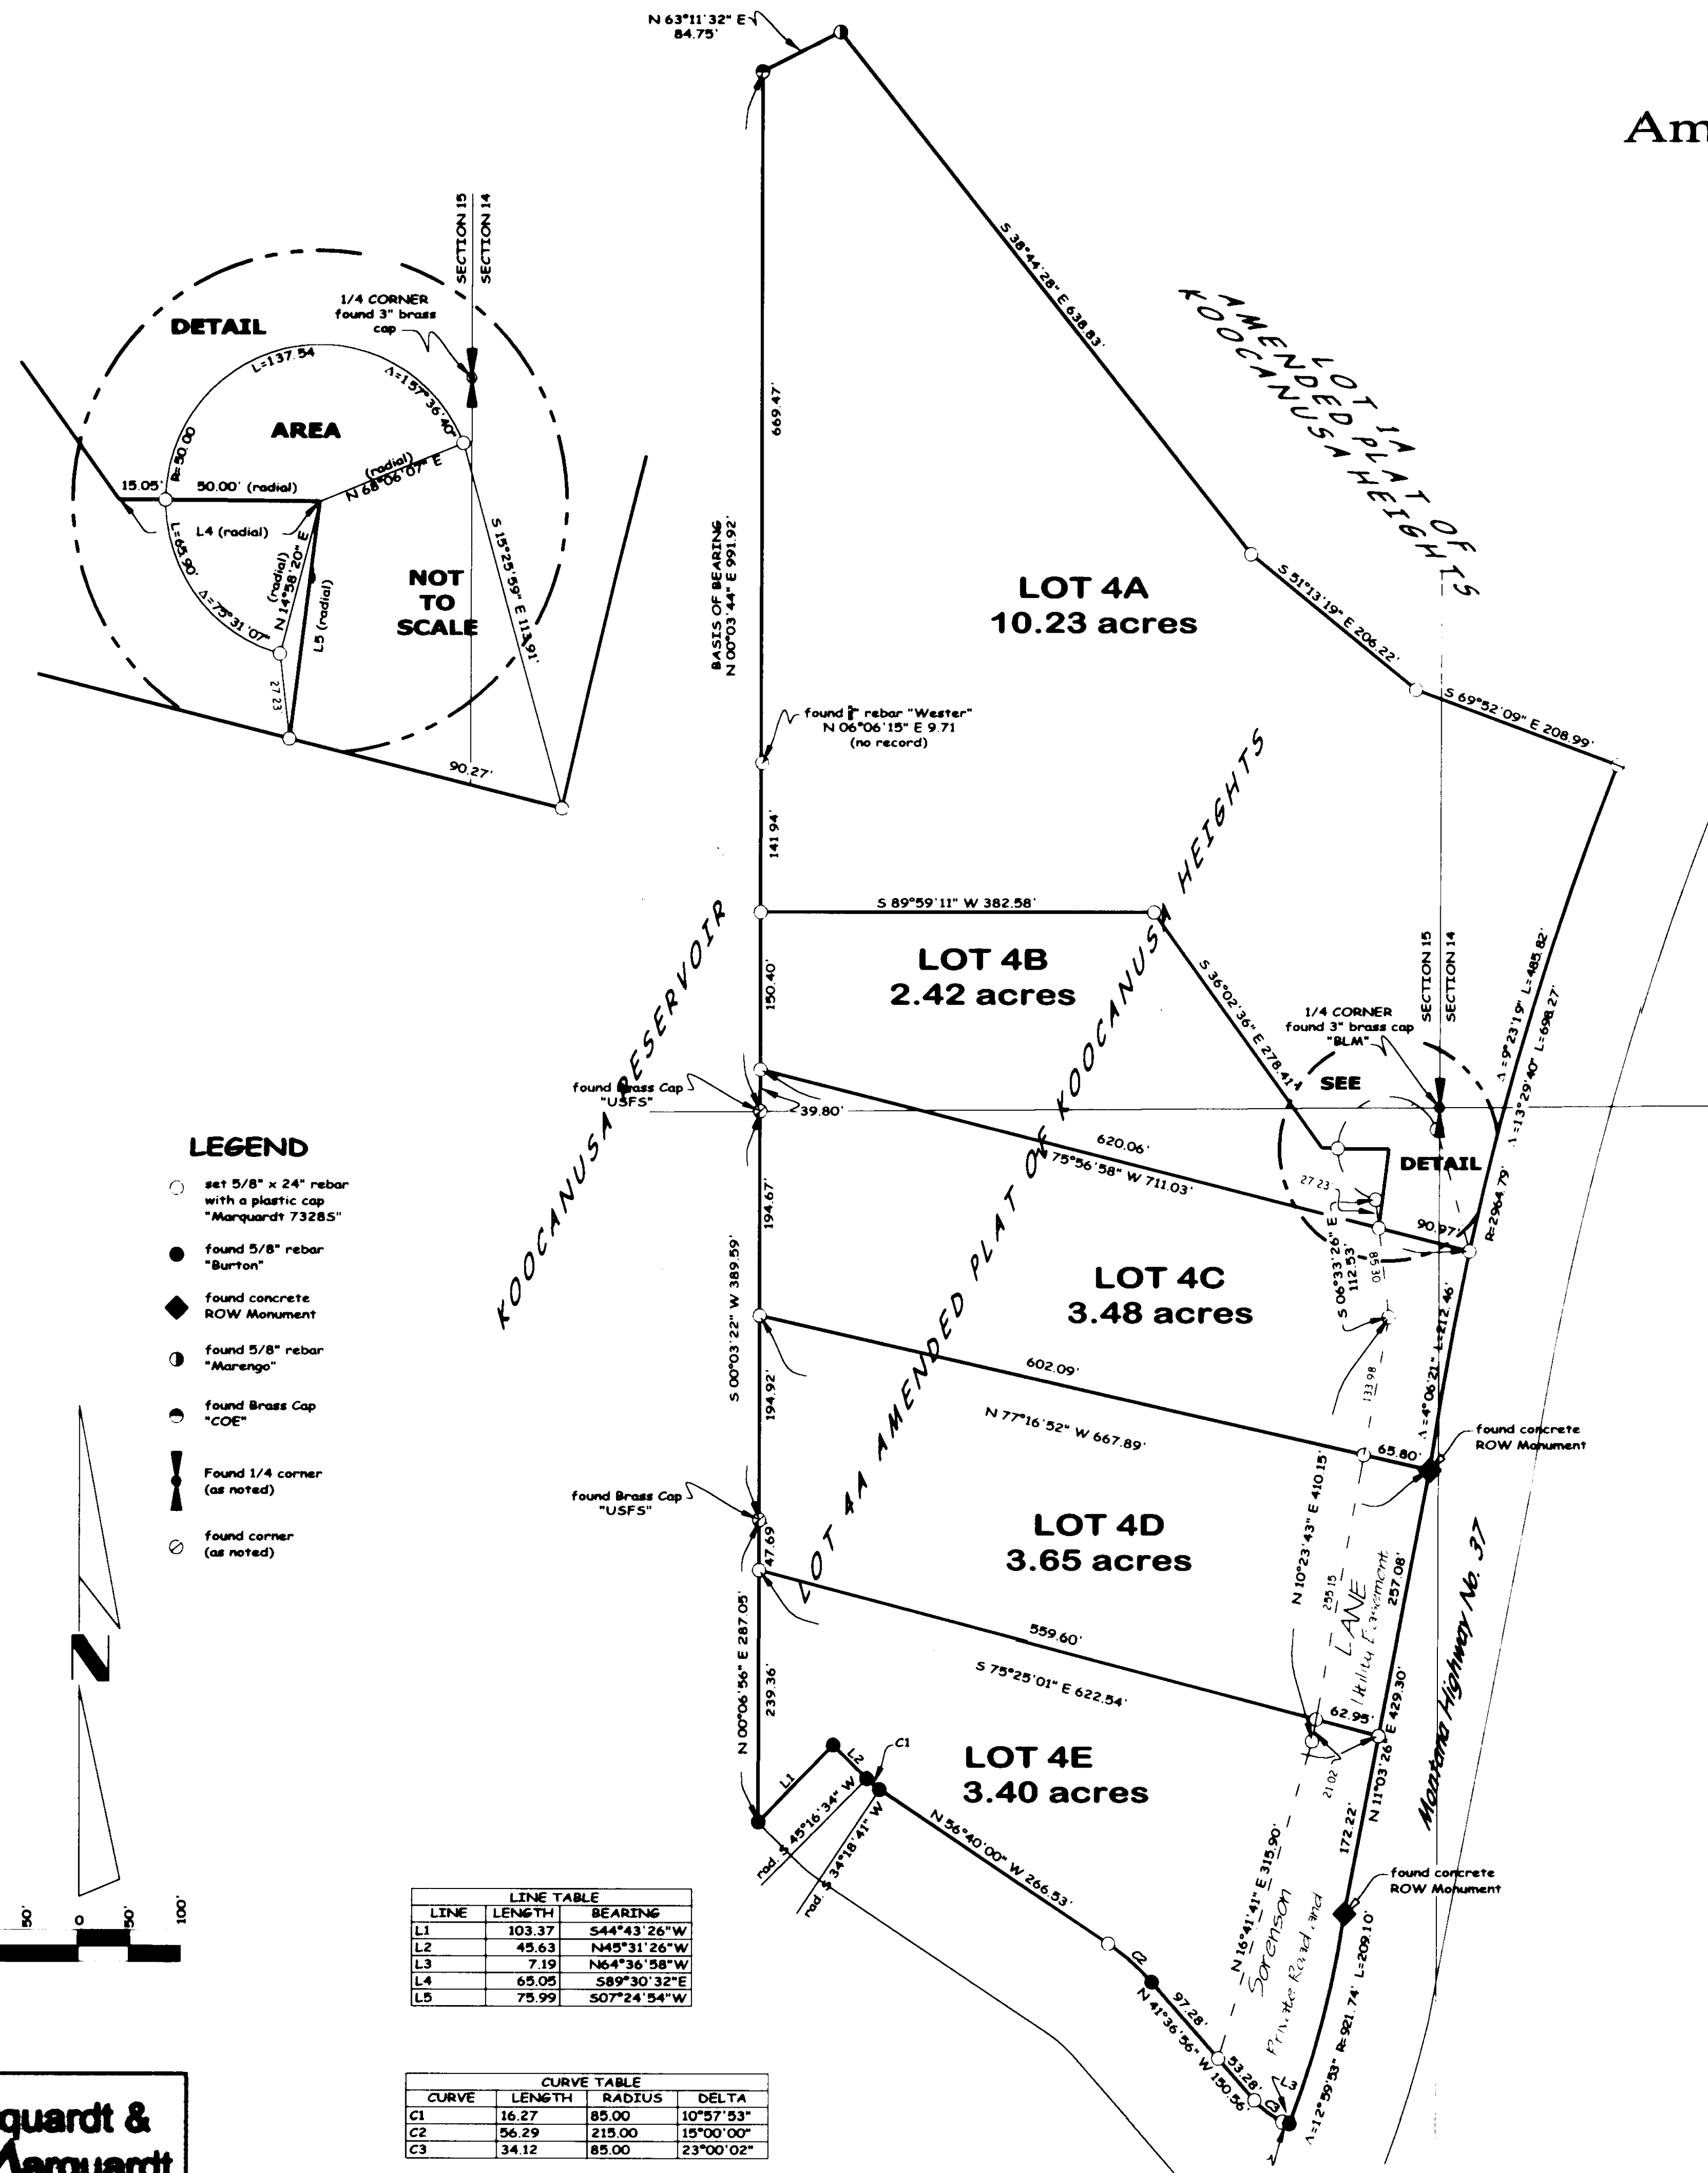 Am
N 63°11'32" E
84.75'
S 38°44'28" E 638.83'
LOT 1A
AMENDED PLAT OF
KOOCANUSA HEIGHTS
669.47'
BASIS OF BEARING
N 00°03'44" E 991.92'
LOT 4A
10.23 acres
S 51°13'19" E 206.22'
S 69°52'09" E 208.99'
found rebar "Wester"
N 06°06'15" E 9.71
(no record)
141.94'
SECTION 15
SECTION 14
1/4 CORNER
found 3" brass
cap
DETAIL
L=137.54
Δ=157°36'40"
AREA
R=50.00
(radial)
N 68°06'07" E
15.05'
50.00' (radial)
L4 (radial)
L=65.90'
Δ=75°31'07"
(radial)
N 14°58'20" E
L5 (radial)
NOT
TO
SCALE
S 15°25'59" E 113.91'
27.23
90.27'
S 89°59'11" W 382.58'
LOT 4B
2.42 acres
150.40'
S 36°02'36" E 278.41'
SECTION 15
SECTION 14
1/4 CORNER
found 3" brass cap
"BLM"
SEE
DETAIL
Δ=9°23'19" L=485.82'
Δ=13°29'40" L=698.27'
R=2964.79'
KOOCANUSA RESERVOIR
found Brass Cap
"USFS"
39.80'
620.06'
75°56'58" W 711.03'
27.23
90.97'
S 06°33'26" E
112.53'
85.30
LOT 4A AMENDED PLAT OF KOOCANUSA HEIGHTS
194.67'
S 00°03'22" W 389.59'
LOT 4C
3.48 acres
Δ=4°06'21" L=212.46'
133.98
602.09'
N 77°16'52" W 667.89'
65.80'
found concrete
ROW Monument
194.92'
found Brass Cap
"USFS"
47.69'
LOT 4D
3.65 acres
N 10°23'43" E 410.15'
255.15
LANE
Utility Easement
257.08'
Montana Highway No. 37
559.60'
S 75°25'01" E 622.54'
62.95'
N 00°06'56" E 287.05'
239.36'
21.02
N 11°03'26" E 429.30'
172.22'
LOT 4E
3.40 acres
L1
L2
C1
rad. S 45°16'34" W
rad. S 34°18'41" W
N 56°40'00" W 266.53'
C2
97.28'
N 41°36'56" W 150.56'
53.28'
L3
N 16°41'41" E 315.90'
Sorenson
Private Road and
found concrete
ROW Monument
Δ=12°59'53" R=921.74' L=209.10'
LEGEND
set 5/8" x 24" rebar
with a plastic cap
"Marquardt 7328S"
found 5/8" rebar
"Burton"
found concrete
ROW Monument
found 5/8" rebar
"Marengo"
found Brass Cap
"COE"
Found 1/4 corner
(as noted)
found corner
(as noted)
N
50' 0 50' 100'
LINE TABLE
LINE LENGTH BEARING
L1 103.37 S44°43'26"W
L2 45.63 N45°31'26"W
L3 7.19 N64°36'58"W
L4 65.05 S89°30'32"E
L5 75.99 S07°24'54"W
CURVE TABLE
CURVE LENGTH RADIUS DELTA
C1 16.27 85.00 10°57'53"
C2 56.29 215.00 15°00'00"
C3 34.12 85.00 23°00'02"
quardt &
Marquardt